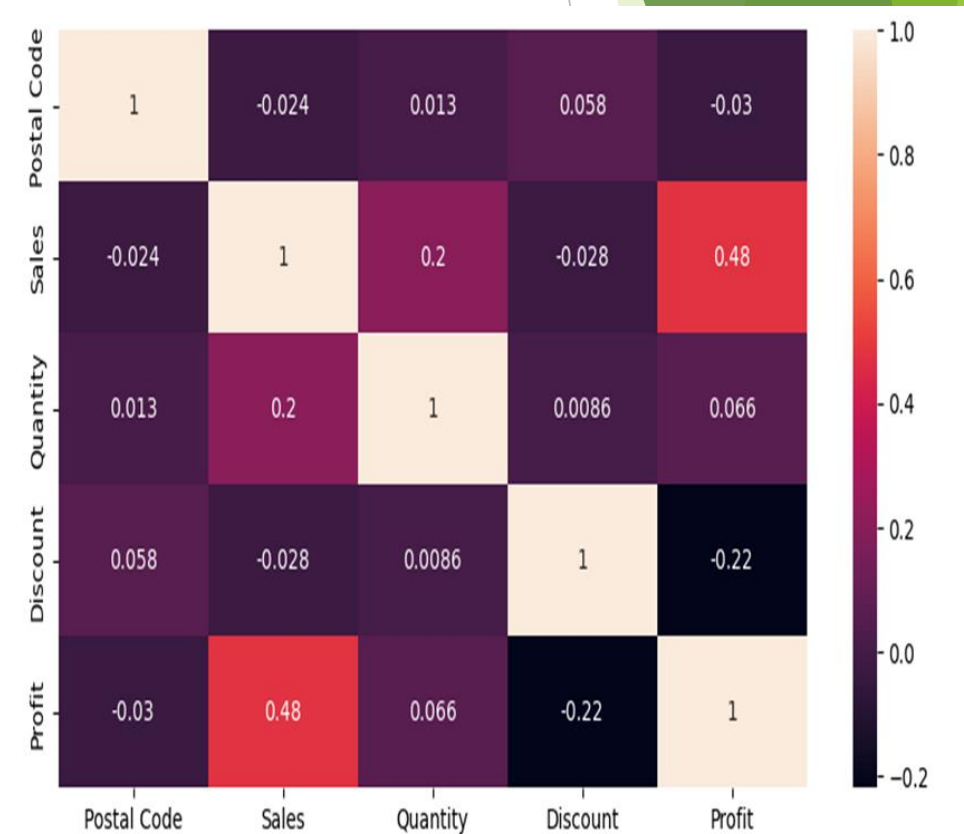 Postal Code 1 -0.024 0.013 0.058 -0.03
Sales -0.024 1 0.2 -0.028 0.48
Quantity 0.013 0.2 1 0.0086 0.066
Discount 0.058 -0.028 0.0086 1 -0.22
Profit -0.03 0.48 0.066 -0.22 1
Postal Code Sales Quantity Discount Profit
1.0
0.8
0.6
0.4
0.2
0.0
−0.2